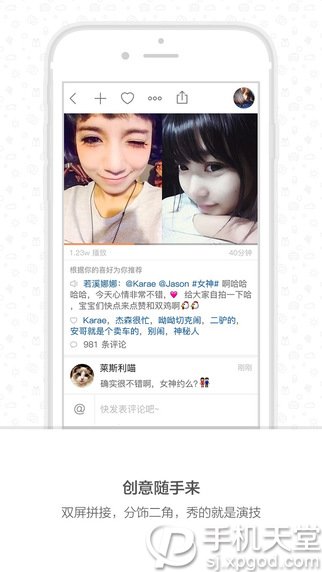 1.23w 播放
40分钟
根据你的喜好为你推荐
若溪娜娜：@Karae @Jason #女神# 啊哈哈
哈哈，今天心情非常不错，💗 给大家自拍一下哈
，宝宝们快点来点赞和双鸡啊
Karae，杰森很忙，呦呦切克闹，二驴的，
安哥就是个卖车的，别闹，神秘人
981 条评论
莱斯利喵
刚刚
确实很不错啊，女神约么？👫
@ 快发表评论吧~
创意随手来
双屏拼接，分饰二角，秀的就是演技
手机天堂
sj.xpgod.com